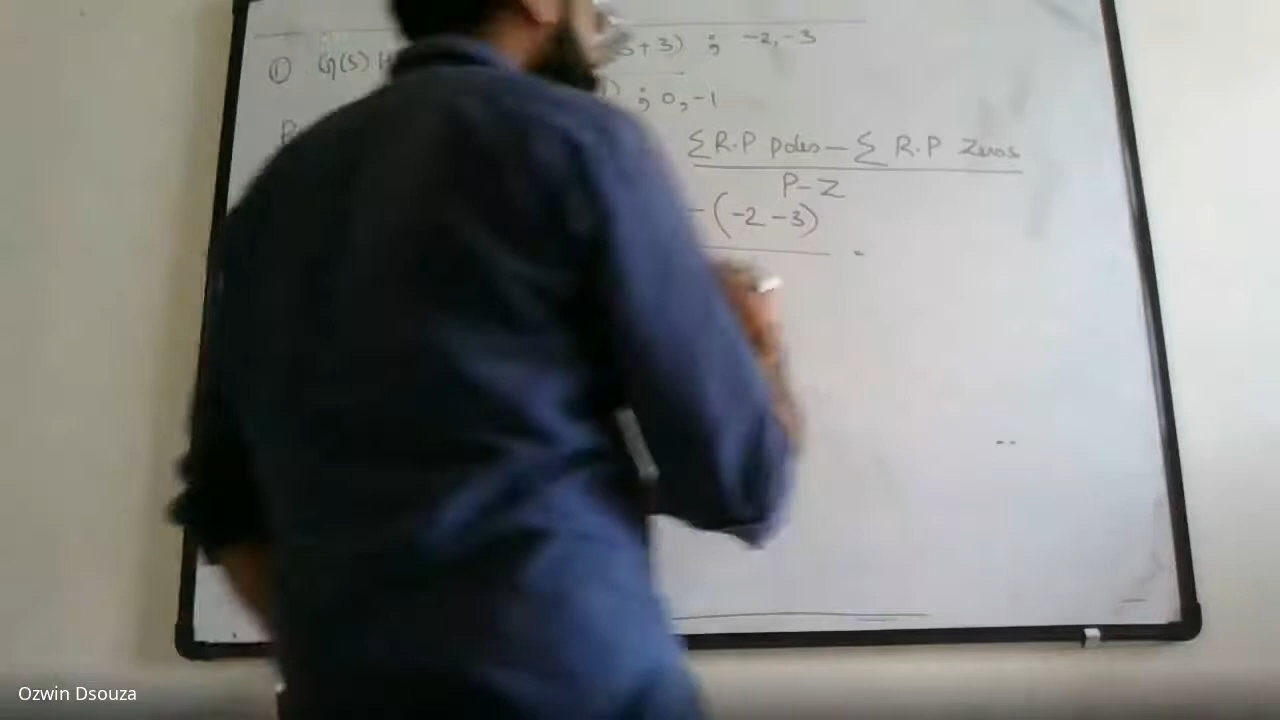 ① G(S) H s+3) ; -2, -3
; 0, -1
Σ R.P poles - Σ R.P Zeros
P-Z
- (-2 -3)
=
Ozwin Dsouza